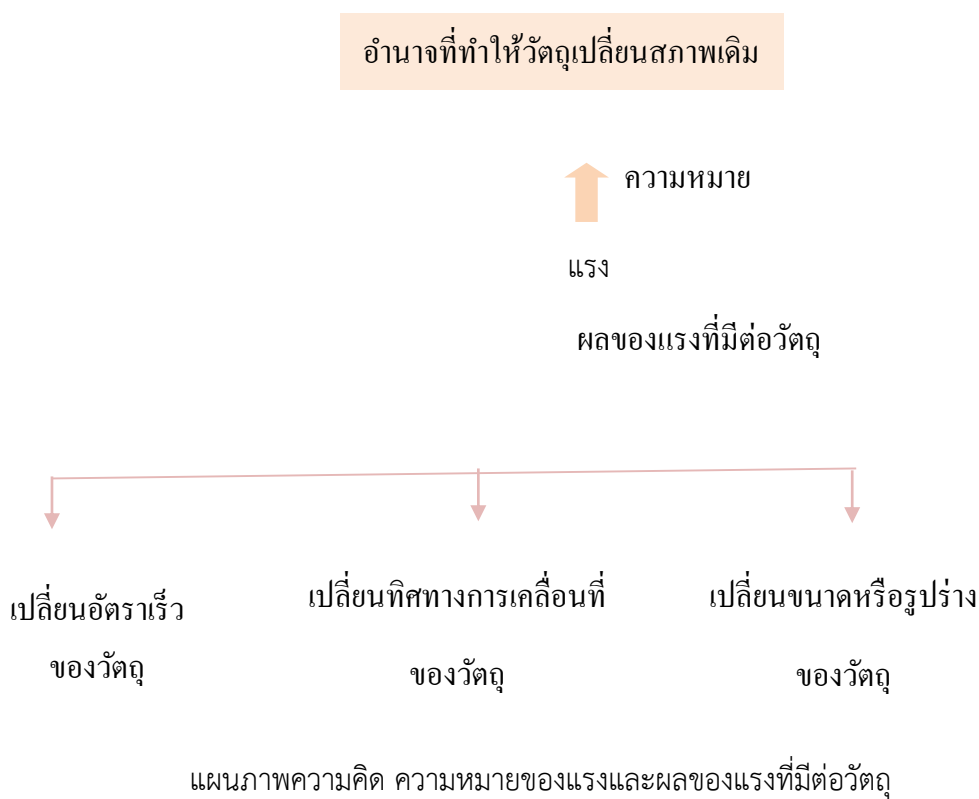 อำนาจที่ทำให้วัตถุเปลี่ยนสภาพเดิม
ความหมาย
แรง
ผลของแรงที่มีต่อวัตถุ
เปลี่ยนอัตราเร็ว
ของวัตถุ
เปลี่ยนทิศทางการเคลื่อนที่
ของวัตถุ
เปลี่ยนขนาดหรือรูปร่าง
ของวัตถุ
แผนภาพความคิด ความหมายของแรงและผลของแรงที่มีต่อวัตถุ